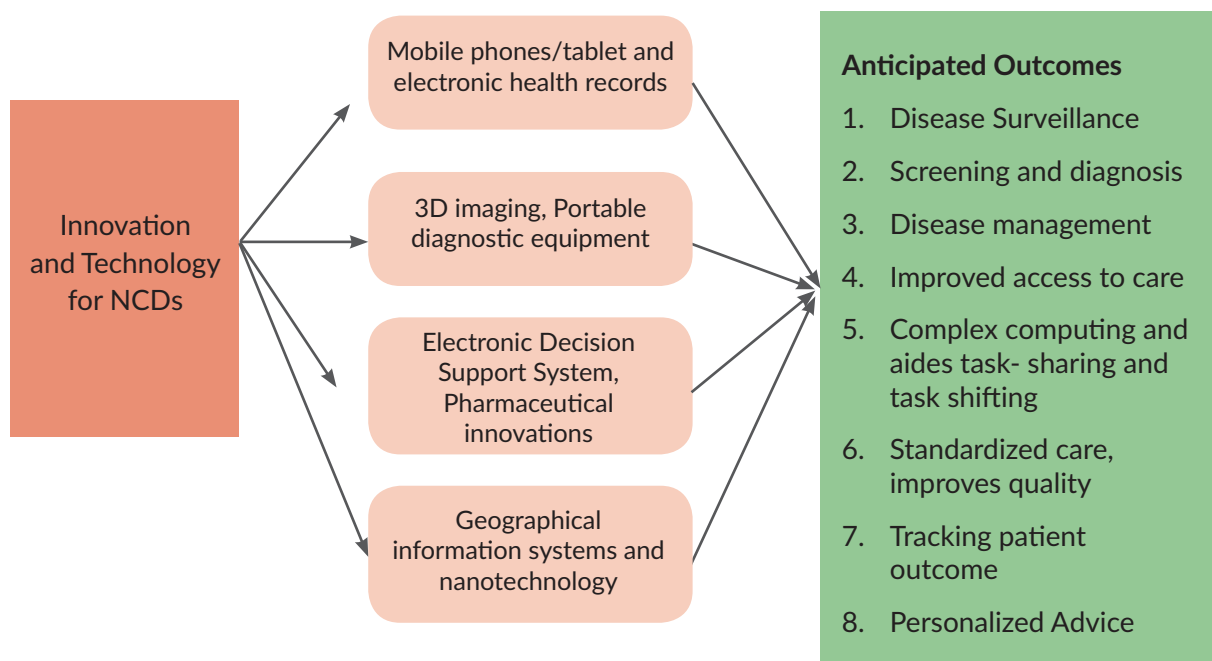 Innovation
and Technology
for NCDs
Mobile phones/tablet and
electronic health records
3D imaging, Portable
diagnostic equipment
Electronic Decision
Support System,
Pharmaceutical
innovations
Geographical
information systems and
nanotechnology
Anticipated Outcomes
1. Disease Surveillance
2. Screening and diagnosis
3. Disease management
4. Improved access to care
5. Complex computing and
aides task- sharing and
task shifting
6. Standardized care,
improves quality
7. Tracking patient
outcome
8. Personalized Advice